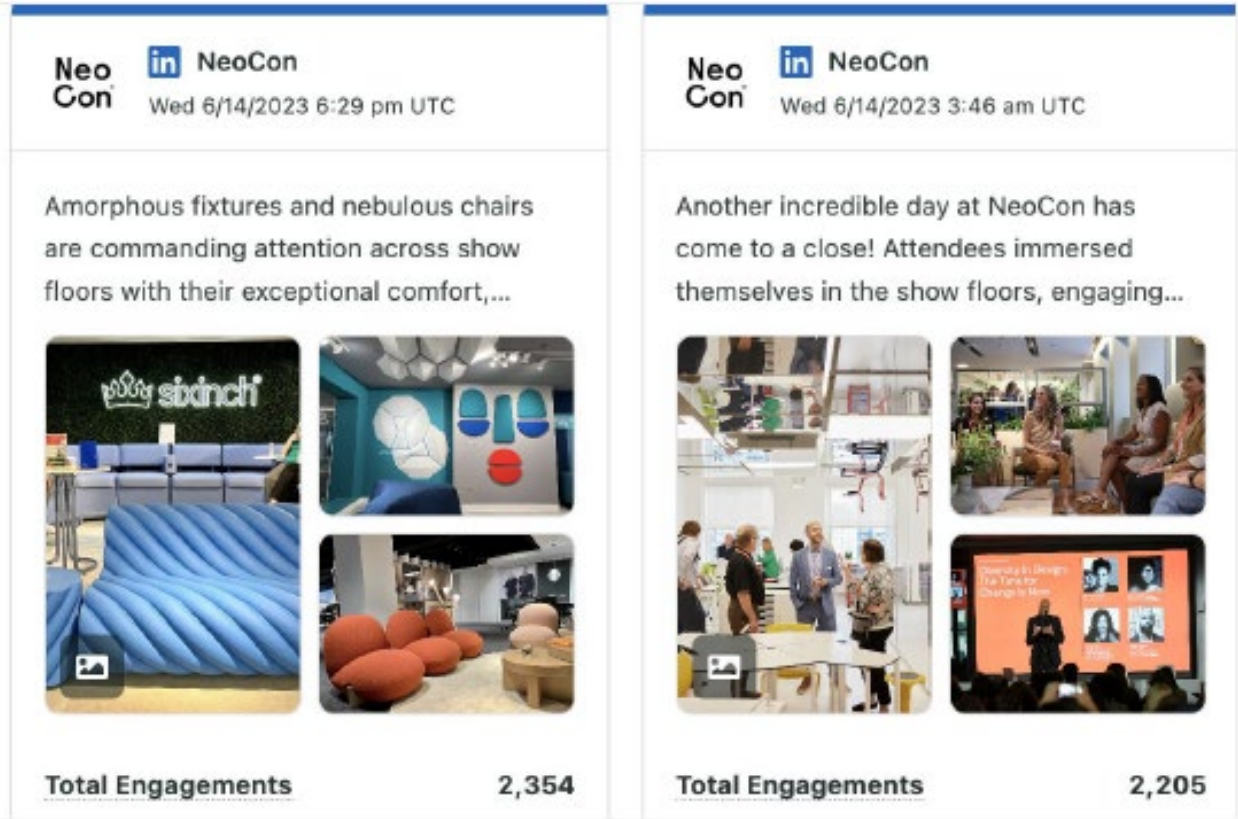 Neo
Con
in NeoCon
Wed 6/14/2023 6:29 pm UTC
Amorphous fixtures and nebulous chairs
are commanding attention across show
floors with their exceptional comfort,...
sixinch
Total Engagements 2,354
Neo
Con
in NeoCon
Wed 6/14/2023 3:46 am UTC
Another incredible day at NeoCon has
come to a close! Attendees immersed
themselves in the show floors, engaging...
Diversity in Design:
The Time for
Change is Now
Total Engagements 2,205